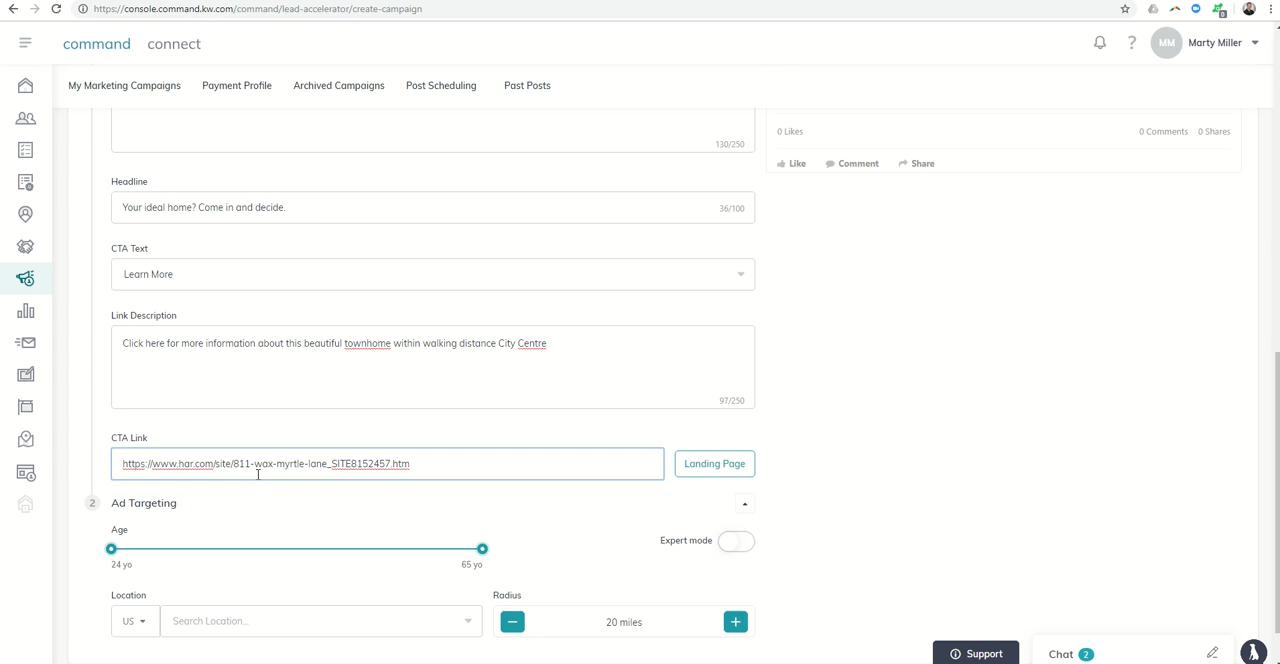 https://console.command.kw.com/command/lead-accelerator/create-campaign
command connect
MM Marty Miller
My Marketing Campaigns Payment Profile Archived Campaigns Post Scheduling Past Posts
130/250
0 Likes 0 Comments 0 Shares
Like Comment Share
Headline
Your ideal home? Come in and decide. 36/100
CTA Text
Learn More
Link Description
Click here for more information about this beautiful townhome within walking distance City Centre
97/250
CTA Link
https://www.har.com/site/811-wax-myrtle-lane_SITE8152457.htm Landing Page
2 Ad Targeting
Age
Expert mode
24 yo 65 yo
Location Radius
US Search Location... 20 miles
Support Chat 2